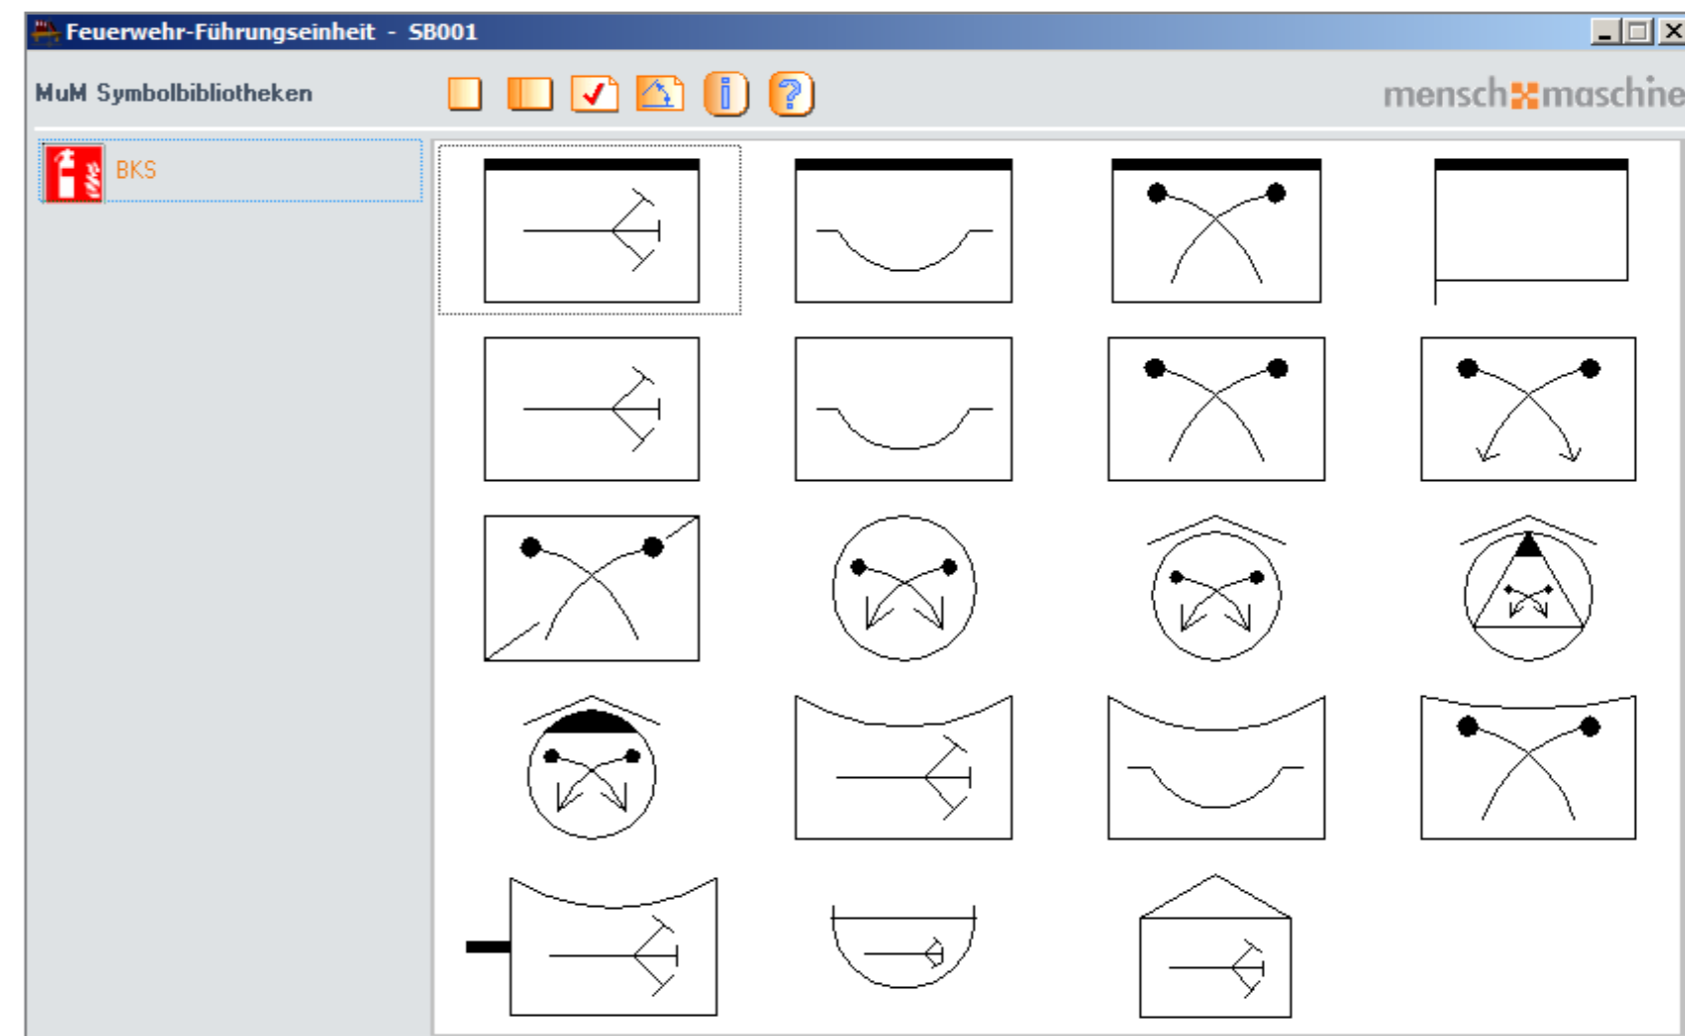 Feuerwehr-Führungseinheit - SB001
MuM Symbolbibliotheken
i ?
mensch maschine
BKS